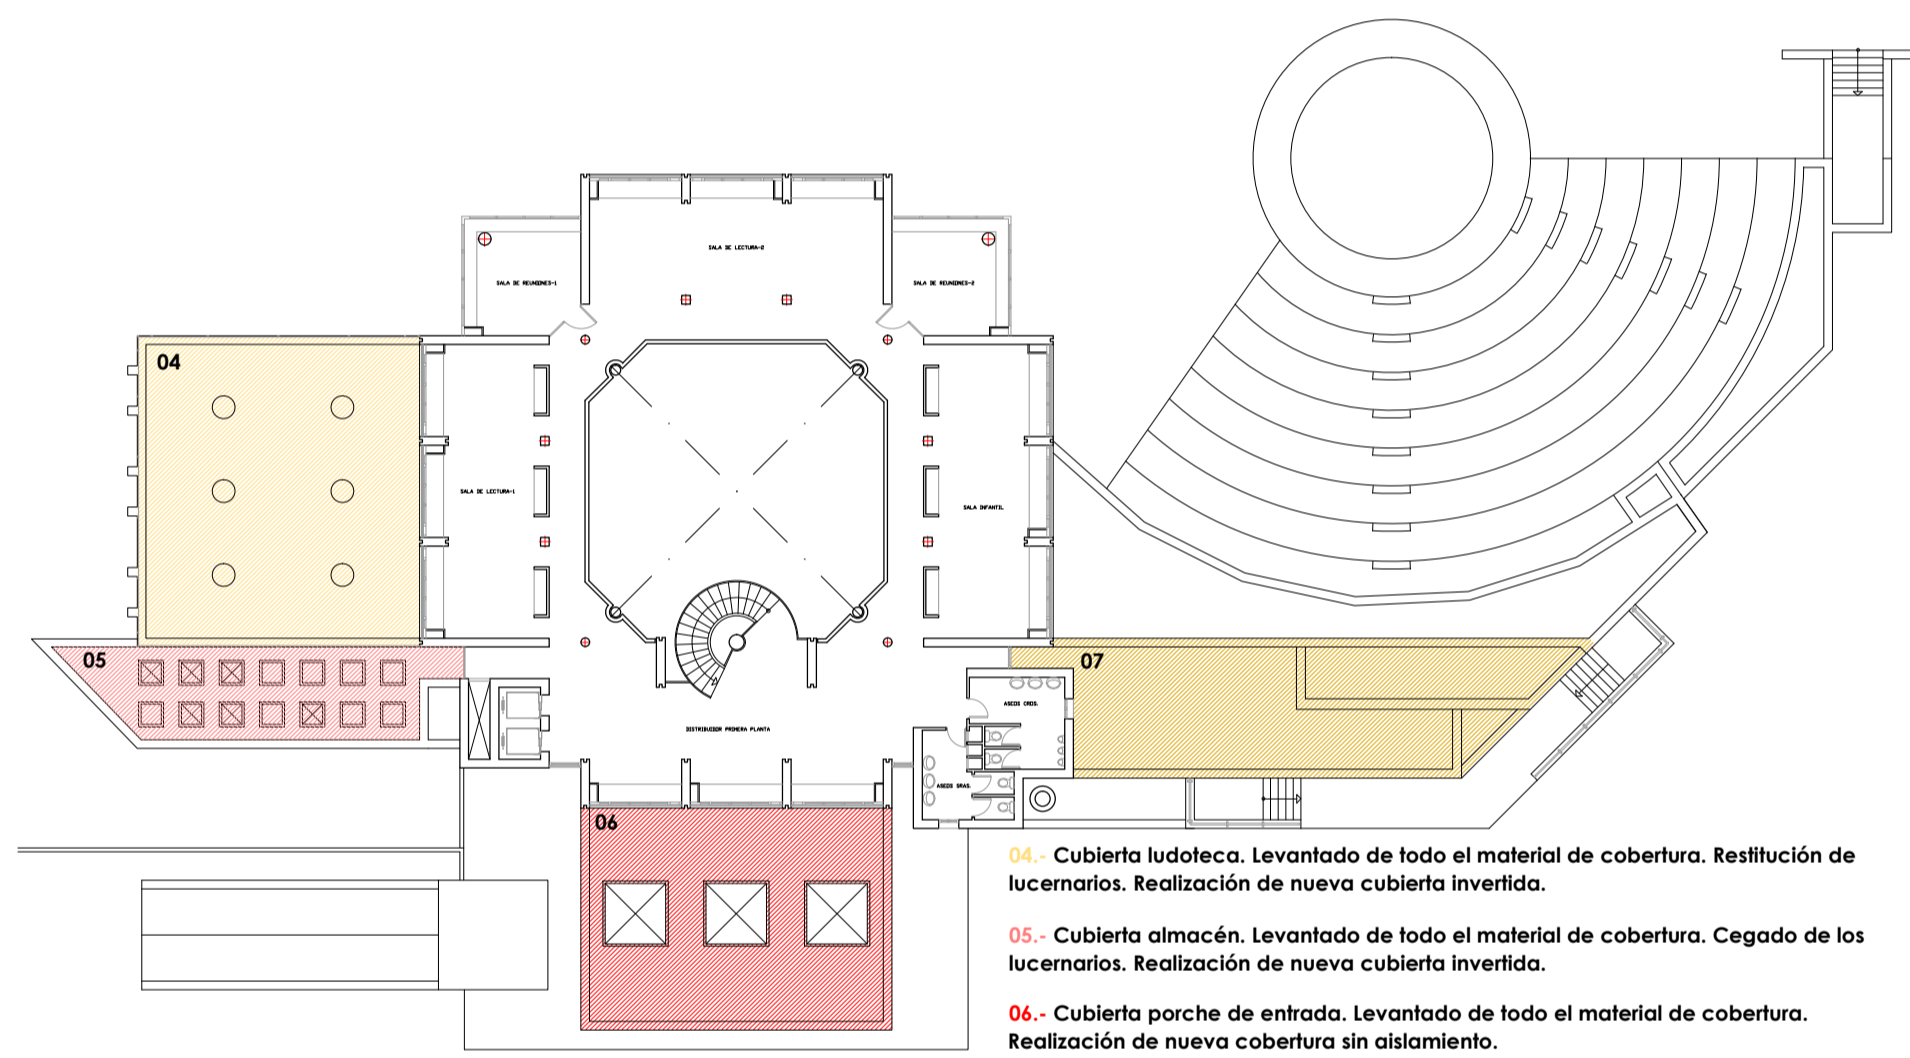 SALA DE LECTURA-2
SALA DE REUNIONES-1
SALA DE REUNIONES-2
04
SALA DE LECTURA-1
SALA INFANTIL
05
07
ASEOS CROS.
DISTRIBUIDOR PRIMERA PLANTA
ASEOS SRAS.
06
04.- Cubierta ludoteca. Levantado de todo el material de cobertura. Restitución de
lucernarios. Realización de nueva cubierta invertida.
05.- Cubierta almacén. Levantado de todo el material de cobertura. Cegado de los
lucernarios. Realización de nueva cubierta invertida.
06.- Cubierta porche de entrada. Levantado de todo el material de cobertura.
Realización de nueva cobertura sin aislamiento.